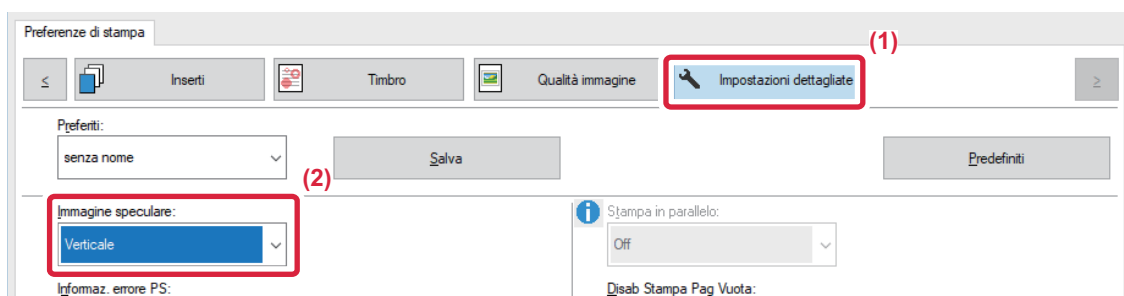 Preferenze di stampa
(1)
< Inserti Timbro Qualità immagine Impostazioni dettagliate >
Preferiti:
senza nome Salva Predefiniti
(2)
Immagine speculare: Stampa in parallelo:
Verticale Off
Informaz. errore PS: Disab Stampa Pag Vuota: